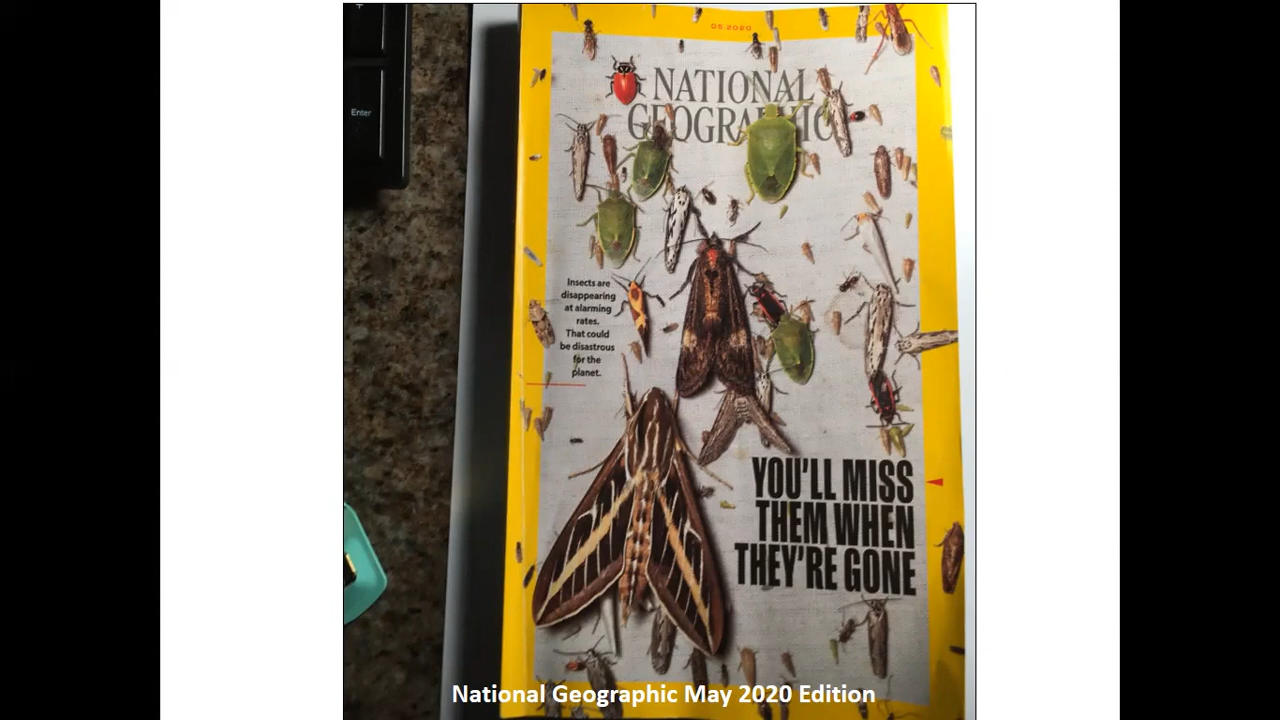 Enter
05.2020
NATIONAL
GEOGRAPHIC
Insects are
disappearing
at alarming
rates.
That could
be disastrous
for the
planet.
YOU'LL MISS
THEM WHEN
THEY'RE GONE
National Geographic May 2020 Edition